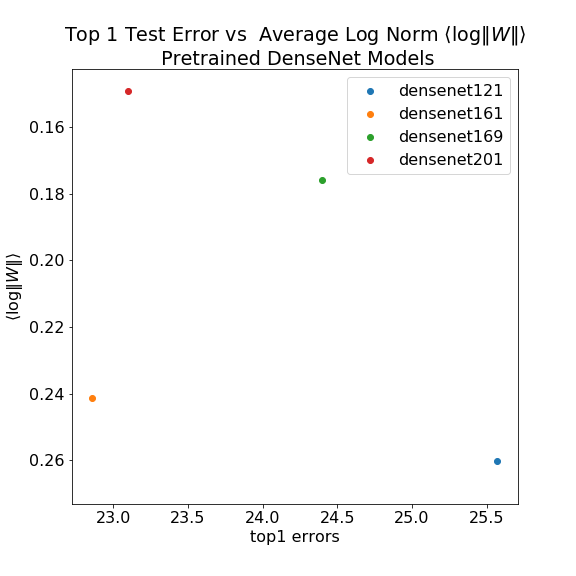 Top 1 Test Error vs  Average Log Norm ⟨log‖W‖⟩
Pretrained DenseNet Models
densenet121
densenet161
densenet169
densenet201
⟨log‖W‖⟩
0.16
0.18
0.20
0.22
0.24
0.26
23.0 23.5 24.0 24.5 25.0 25.5
top1 errors